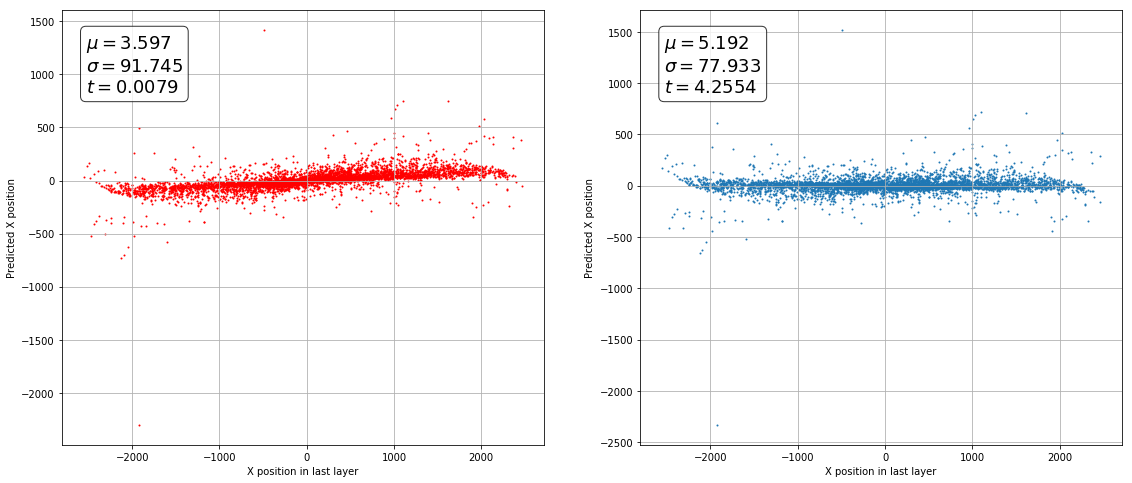 1500
1000
500
0
−500
−1000
−1500
−2000
Predicted X position
μ = 3.597
σ = 91.745
t = 0.0079
−2000 −1000 0 1000 2000
X position in last layer
1500
1000
500
0
−500
−1000
−1500
−2000
−2500
Predicted X position
μ = 5.192
σ = 77.933
t = 4.2554
−2000 −1000 0 1000 2000
X position in last layer